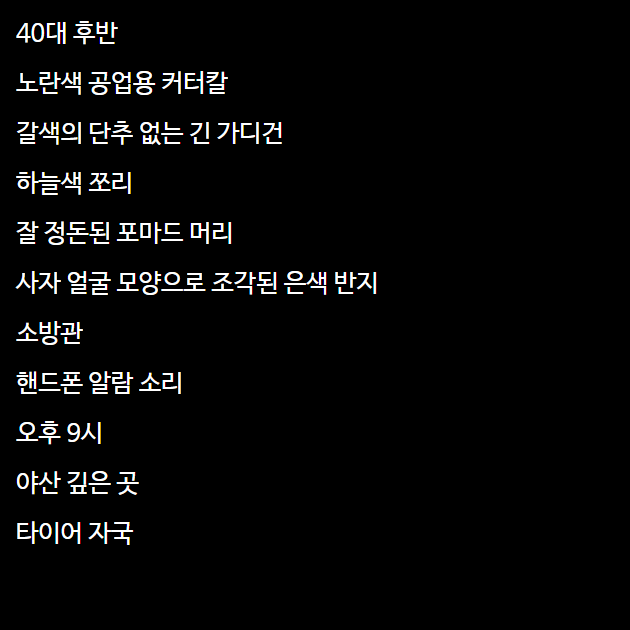 40대 후반
노란색 공업용 커터칼
갈색의 단추 없는 긴 가디건
하늘색 쪼리
잘 정돈된 포마드 머리
사자 얼굴 모양으로 조각된 은색 반지
소방관
핸드폰 알람 소리
오후 9시
야산 깊은 곳
타이어 자국